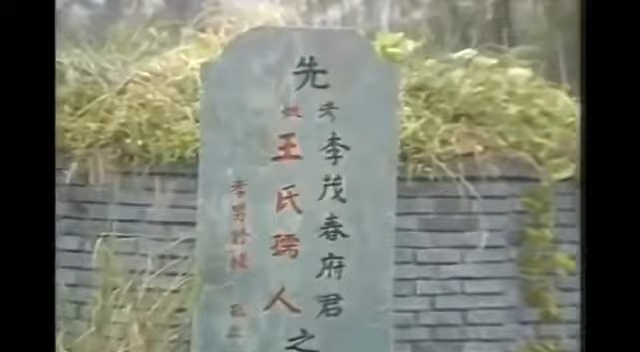 先
考李茂春府君
妣王氏孺人
之
孝男